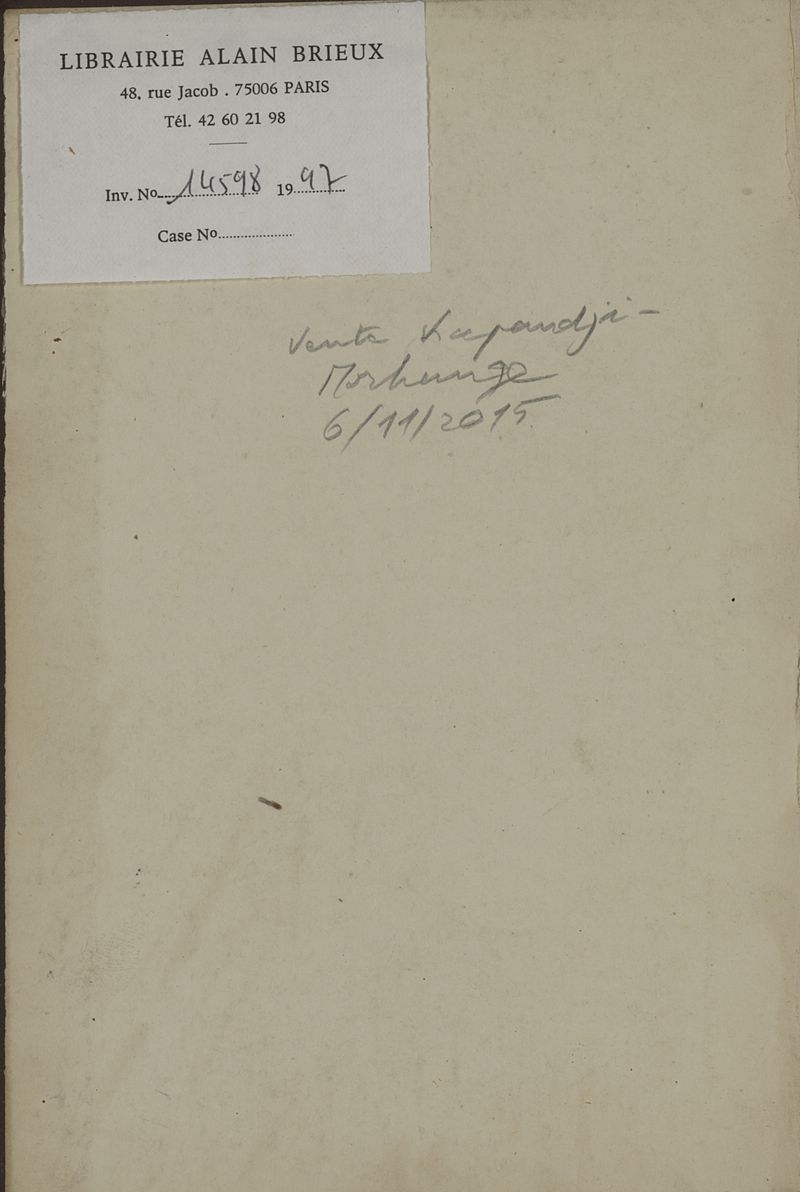 LIBRAIRIE ALAIN BRIEUX
48, rue Jacob . 75006 PARIS
Tél. 42 60 21 98
Inv. No 14598 1997
Case No
Vente Kapandji -
Morhange
6/11/2015